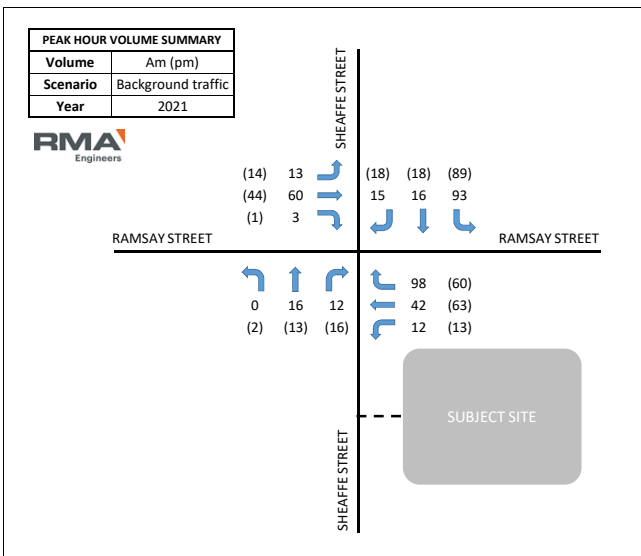 PEAK HOUR VOLUME SUMMARY
Volume Am (pm)
Scenario Background traffic
Year 2021
RMA
Engineers
SHEAFFE STREET
(14) 13
(44) 60
(1) 3
(18) (18) (89)
15 16 93
RAMSAY STREET
RAMSAY STREET
0 16 12
(2) (13) (16)
98 (60)
42 (63)
12 (13)
SUBJECT SITE
SHEAFFE STREET